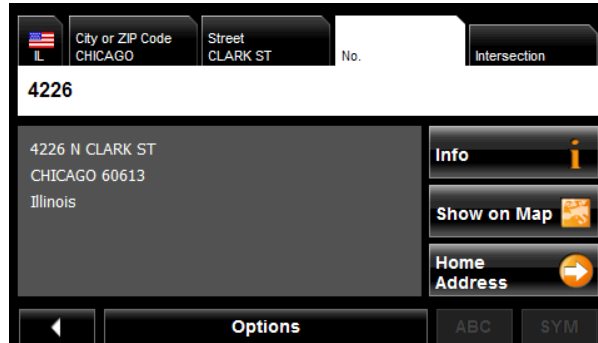 IL
City or ZIP Code
CHICAGO
Street
CLARK ST
No.
Intersection
4226
4226 N CLARK ST
CHICAGO 60613
Illinois
Info
Show on Map
Home
Address
Options
ABC
SYM